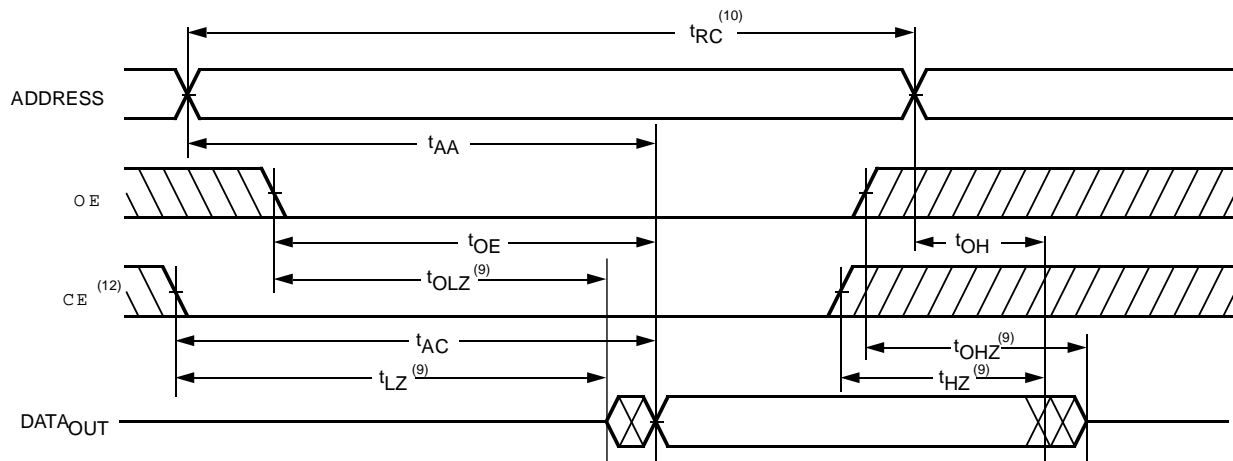 tRC(10)
ADDRESS
tAA
OE
tOE
tOH
tOLZ(9)
CE (12)
tAC
tOHZ(9)
tLZ(9)
tHZ(9)
DATAOUT